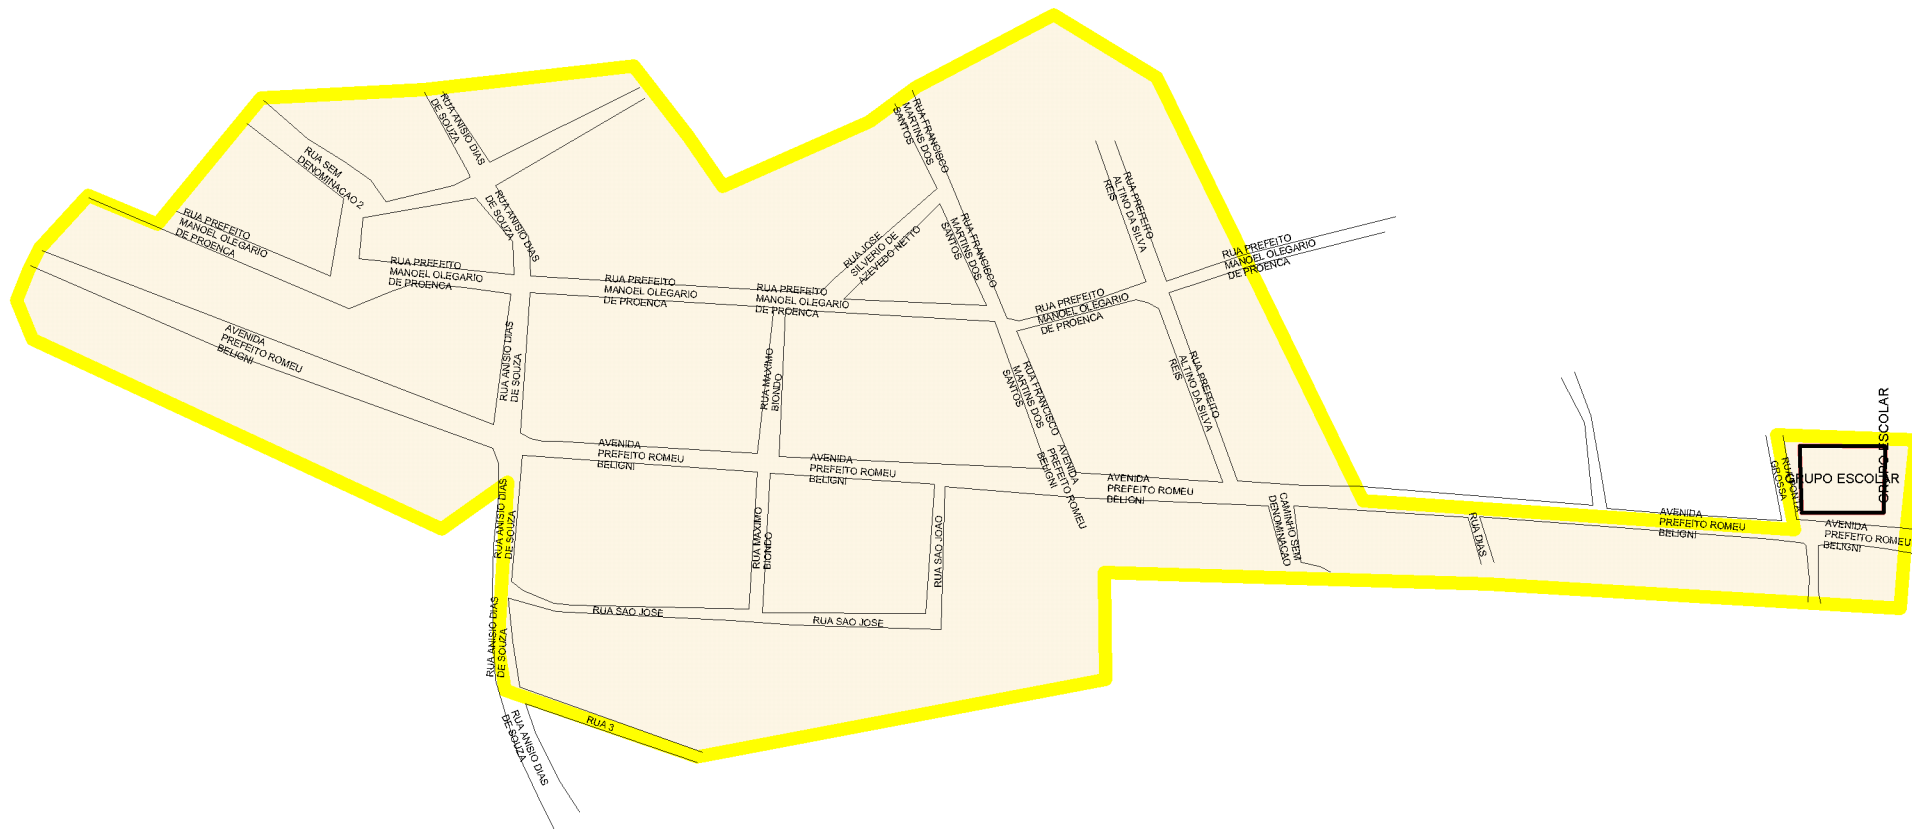 RUA ANISIO DIAS
DE SOUZA
RUA SEM
DENOMINACAO 2
RUA PREFEITO
MANOEL OLEGARIO
DE PROENCA
RUA ANISIO DIAS
DE SOUZA
RUA PREFEITO
MANOEL OLEGARIO
DE PROENCA
RUA PREFEITO
MANOEL OLEGARIO
DE PROENCA
RUA PREFEITO
MANOEL OLEGARIO
DE PROENCA
RUA JOSE
SILVERIO DE
AZEVEDO NETTO
RUA FRANCISCO
MARTINS DOS
SANTOS
RUA FRANCISCO
MARTINS DOS
SANTOS
RUA PREFEITO
ALTINO DA SILVA
REIS
RUA PREFEITO
MANOEL OLEGARIO
DE PROENCA
RUA PREFEITO
MANOEL OLEGARIO
DE PROENCA
AVENIDA
PREFEITO ROMEU
BELIGNI
RUA ANISIO DIAS
DE SOUZA
RUA MAXIMO
BIONDO
RUA FRANCISCO
MARTINS DOS
SANTOS
RUA PREFEITO
ALTINO DA SILVA
REIS
AVENIDA
PREFEITO ROMEU
BELIGNI
AVENIDA
PREFEITO ROMEU
BELIGNI
AVENIDA
PREFEITO ROMEU
BELIGNI
AVENIDA
PREFEITO ROMEU
BELIGNI
RUA PONTA
GROSSA
GRUPO ESCOLAR
GRUPO ESCOLAR
RUA ANISIO DIAS
DE SOUZA
RUA MAXIMO
BIONDO
RUA SAO JOAO
CAMINHO SEM
DENOMINACAO
RUA DIAS
AVENIDA
PREFEITO ROMEU
BELIGNI
AVENIDA
PREFEITO ROMEU
BELIGNI
RUA ANISIO DIAS
DE SOUZA
RUA SAO JOSE
RUA SAO JOSE
RUA 3
RUA ANISIO DIAS
DE SOUZA